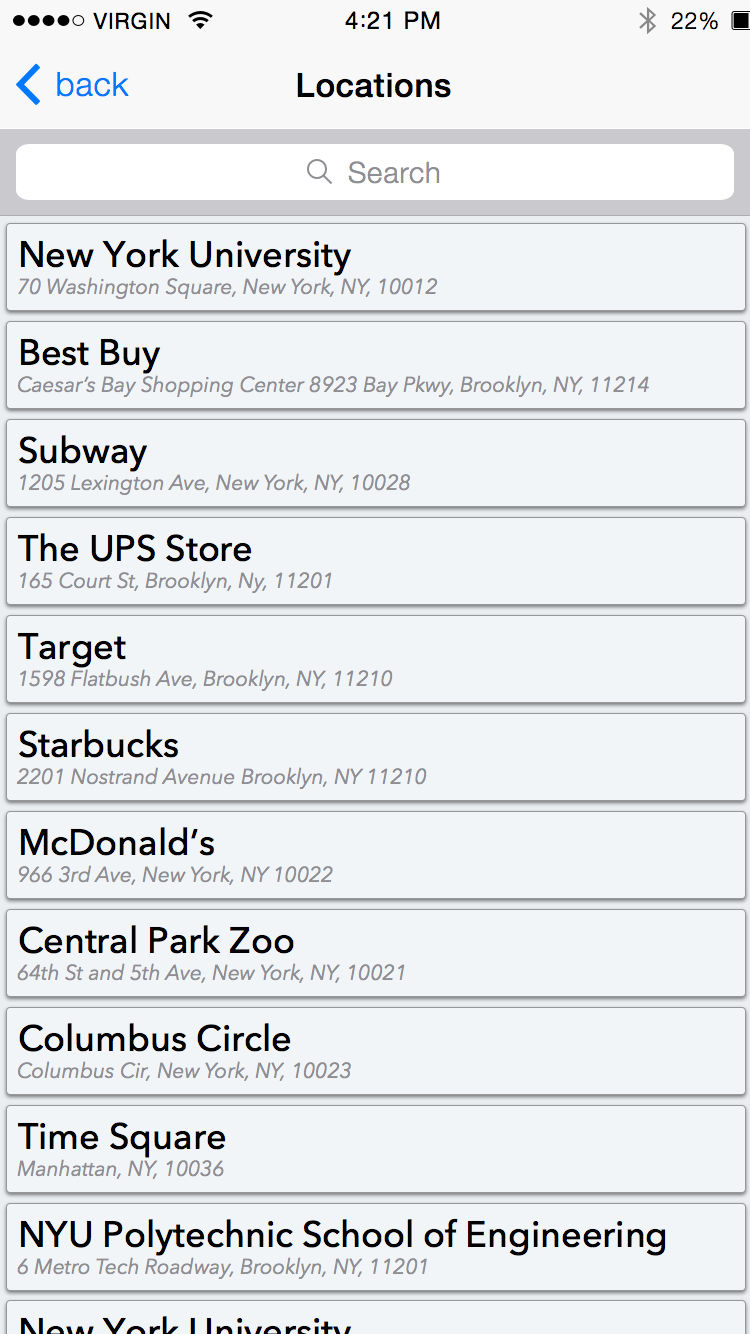 VIRGIN 4:21 PM 22%
back Locations
Search
New York University
70 Washington Square, New York, NY, 10012
Best Buy
Caesar's Bay Shopping Center 8923 Bay Pkwy, Brooklyn, NY, 11214
Subway
1205 Lexington Ave, New York, NY, 10028
The UPS Store
165 Court St, Brooklyn, Ny, 11201
Target
1598 Flatbush Ave, Brooklyn, NY, 11210
Starbucks
2201 Nostrand Avenue Brooklyn, NY 11210
McDonald's
966 3rd Ave, New York, NY 10022
Central Park Zoo
64th St and 5th Ave, New York, NY, 10021
Columbus Circle
Columbus Cir, New York, NY, 10023
Time Square
Manhattan, NY, 10036
NYU Polytechnic School of Engineering
6 Metro Tech Roadway, Brooklyn, NY, 11201
New York University